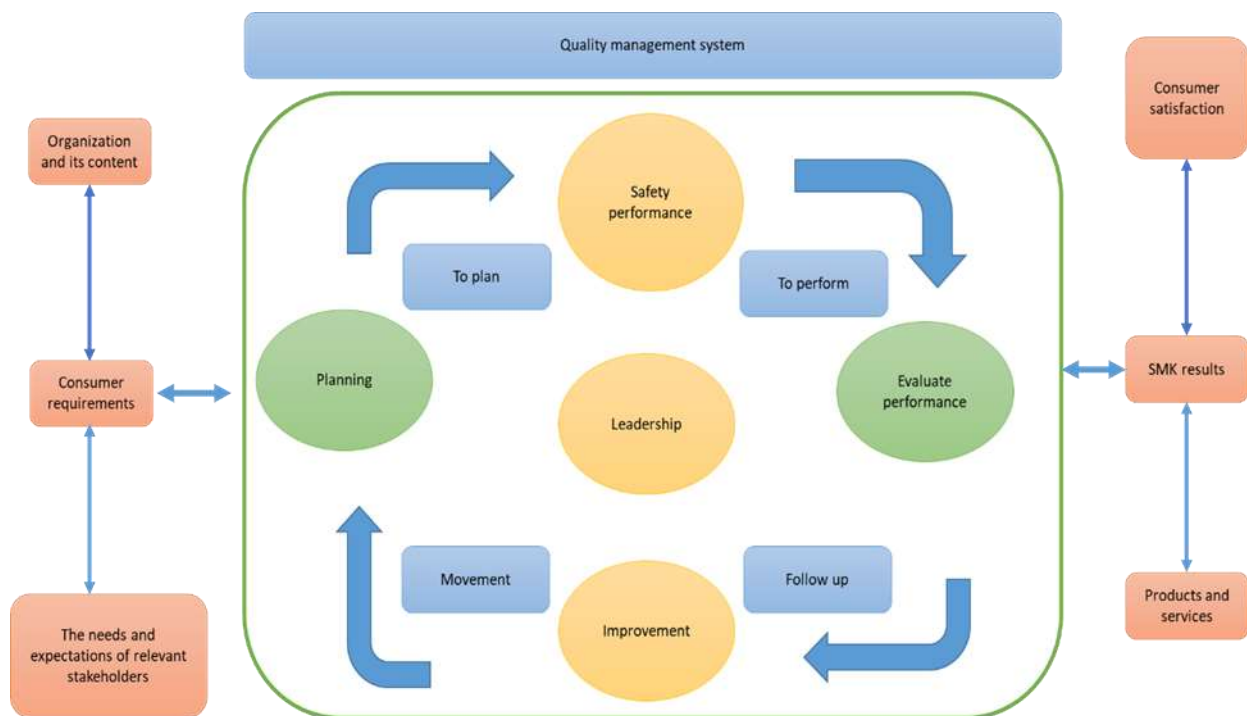 Quality management system
Organization
and its content
Consumer
satisfaction
Safety
performance
To plan
To perform
Planning
Evaluate
performance
Consumer
requirements
SMK results
Leadership
Movement
Follow up
Improvement
Products and
services
The needs and
expectations of relevant
stakeholders